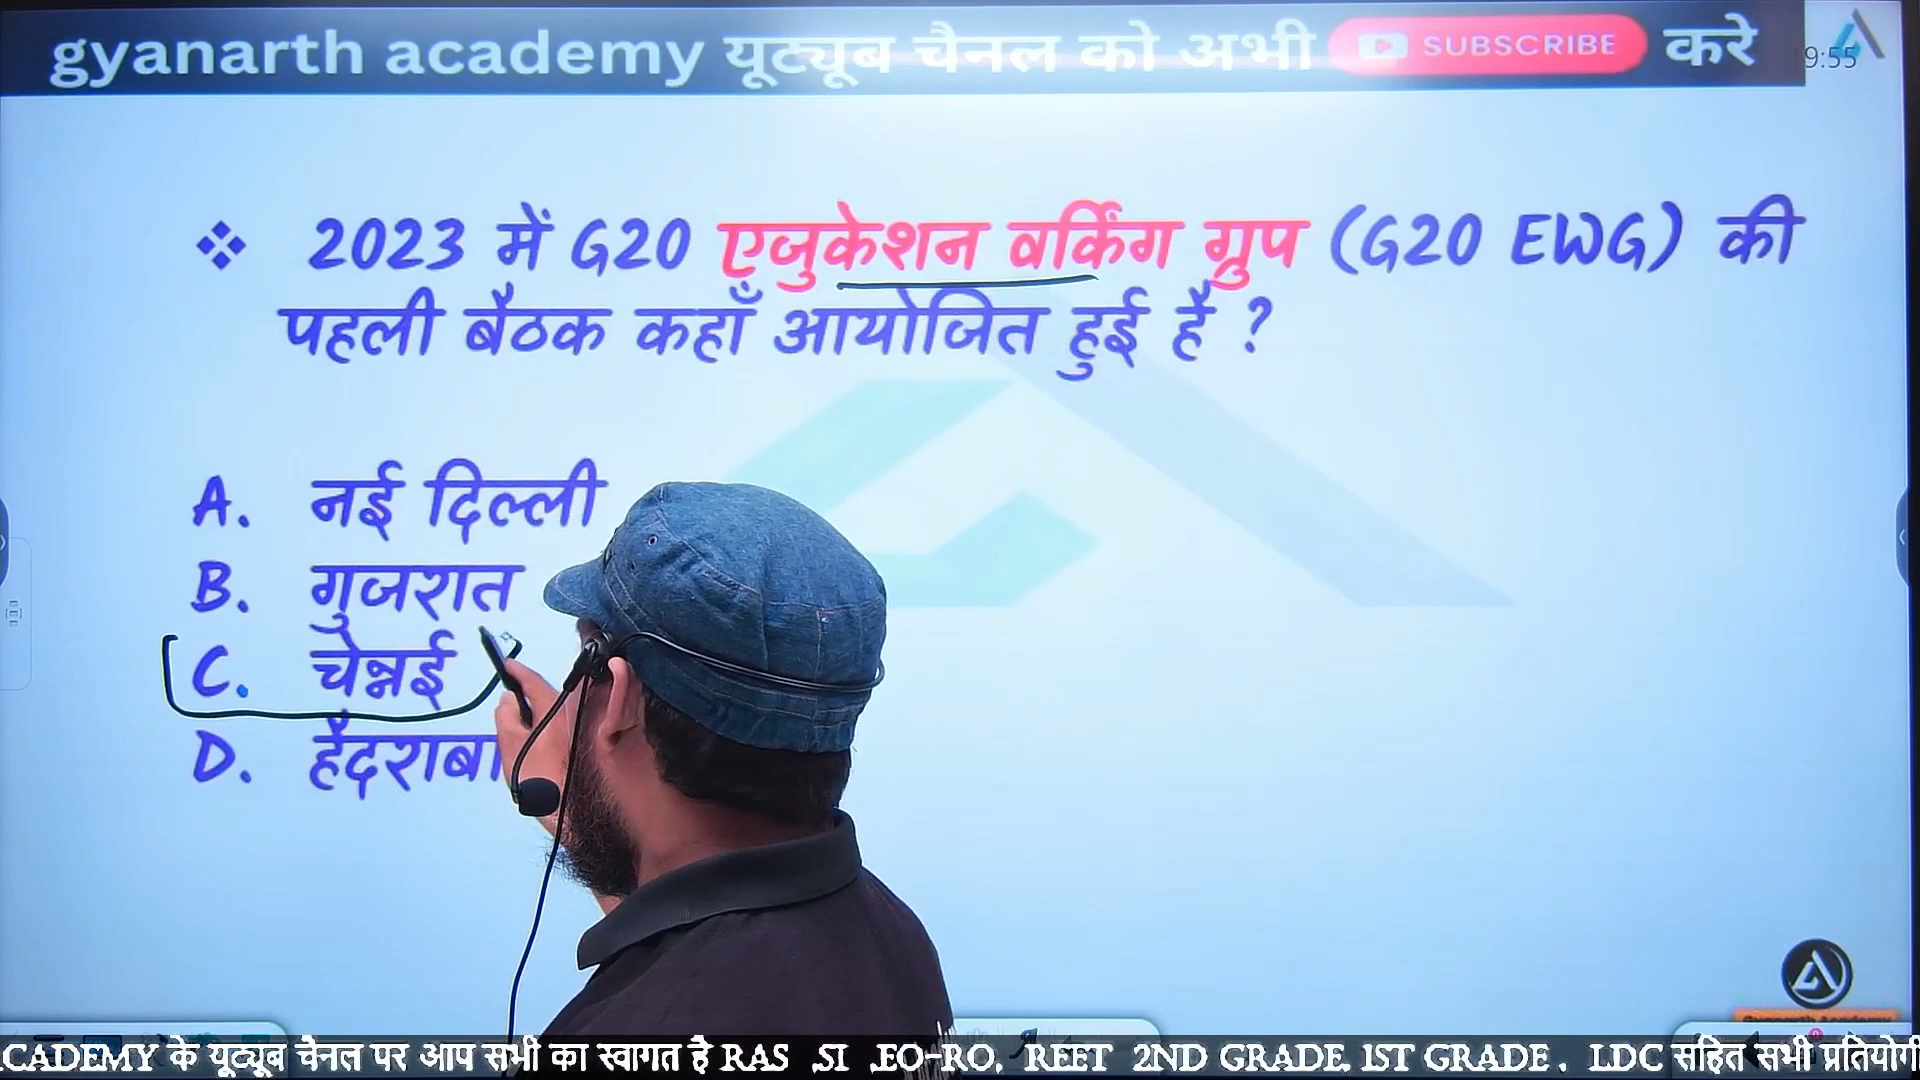 gyanarth academy यूट्यूब चैनल को अभी SUBSCRIBE करे
9:55
❖ 2023 में G20 एजुकेशन वर्किंग ग्रुप (G20 EWG) की
पहली बैठक कहाँ आयोजित हुई है ?
A. नई दिल्ली
B. गुजरात
C. चेन्नई
D. हैदराबा
CADEMY के यूट्यूब चैनल पर आप सभी का स्वागत है RAS ,SI ,EO-RO, REET 2ND GRADE, 1ST GRADE , LDC सहित सभी प्रतियोगी